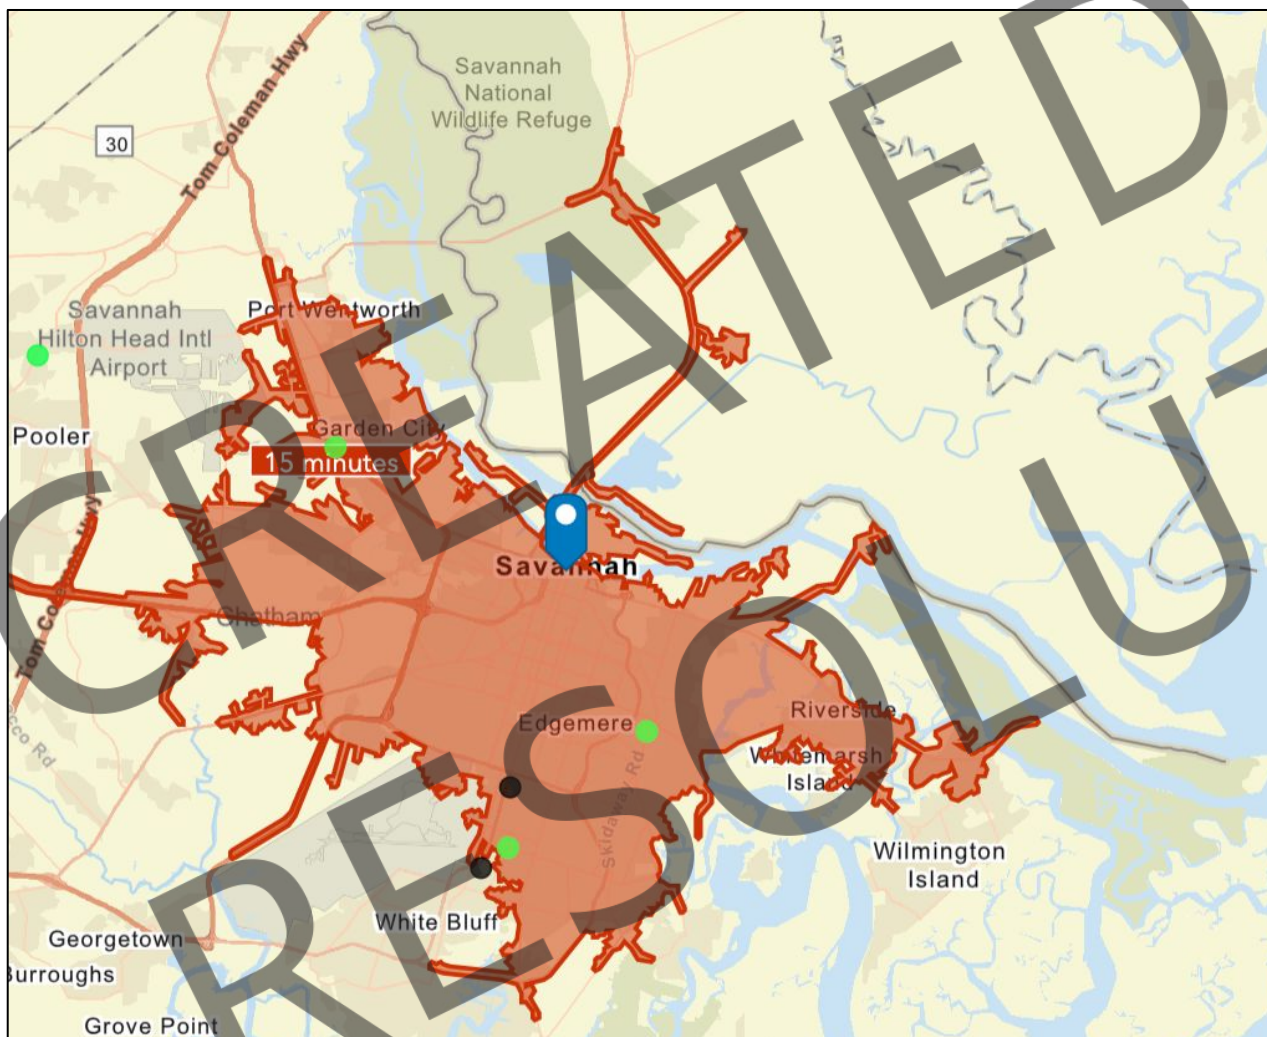 Savannah
National
Wildlife Refuge
Tom Coleman Hwy
30
Savannah
Hilton Head Intl
Airport
Port Wentworth
Pooler
Garden City
15 minutes
Tom Coleman Hwy
Savannah
Chatham
Edgemere
Riverside
Whitemarsh
Island
Skidaway Rd
Wilmington
Island
White Bluff
Georgetown
Burroughs
Grove Point
CREATED
RESOLUT